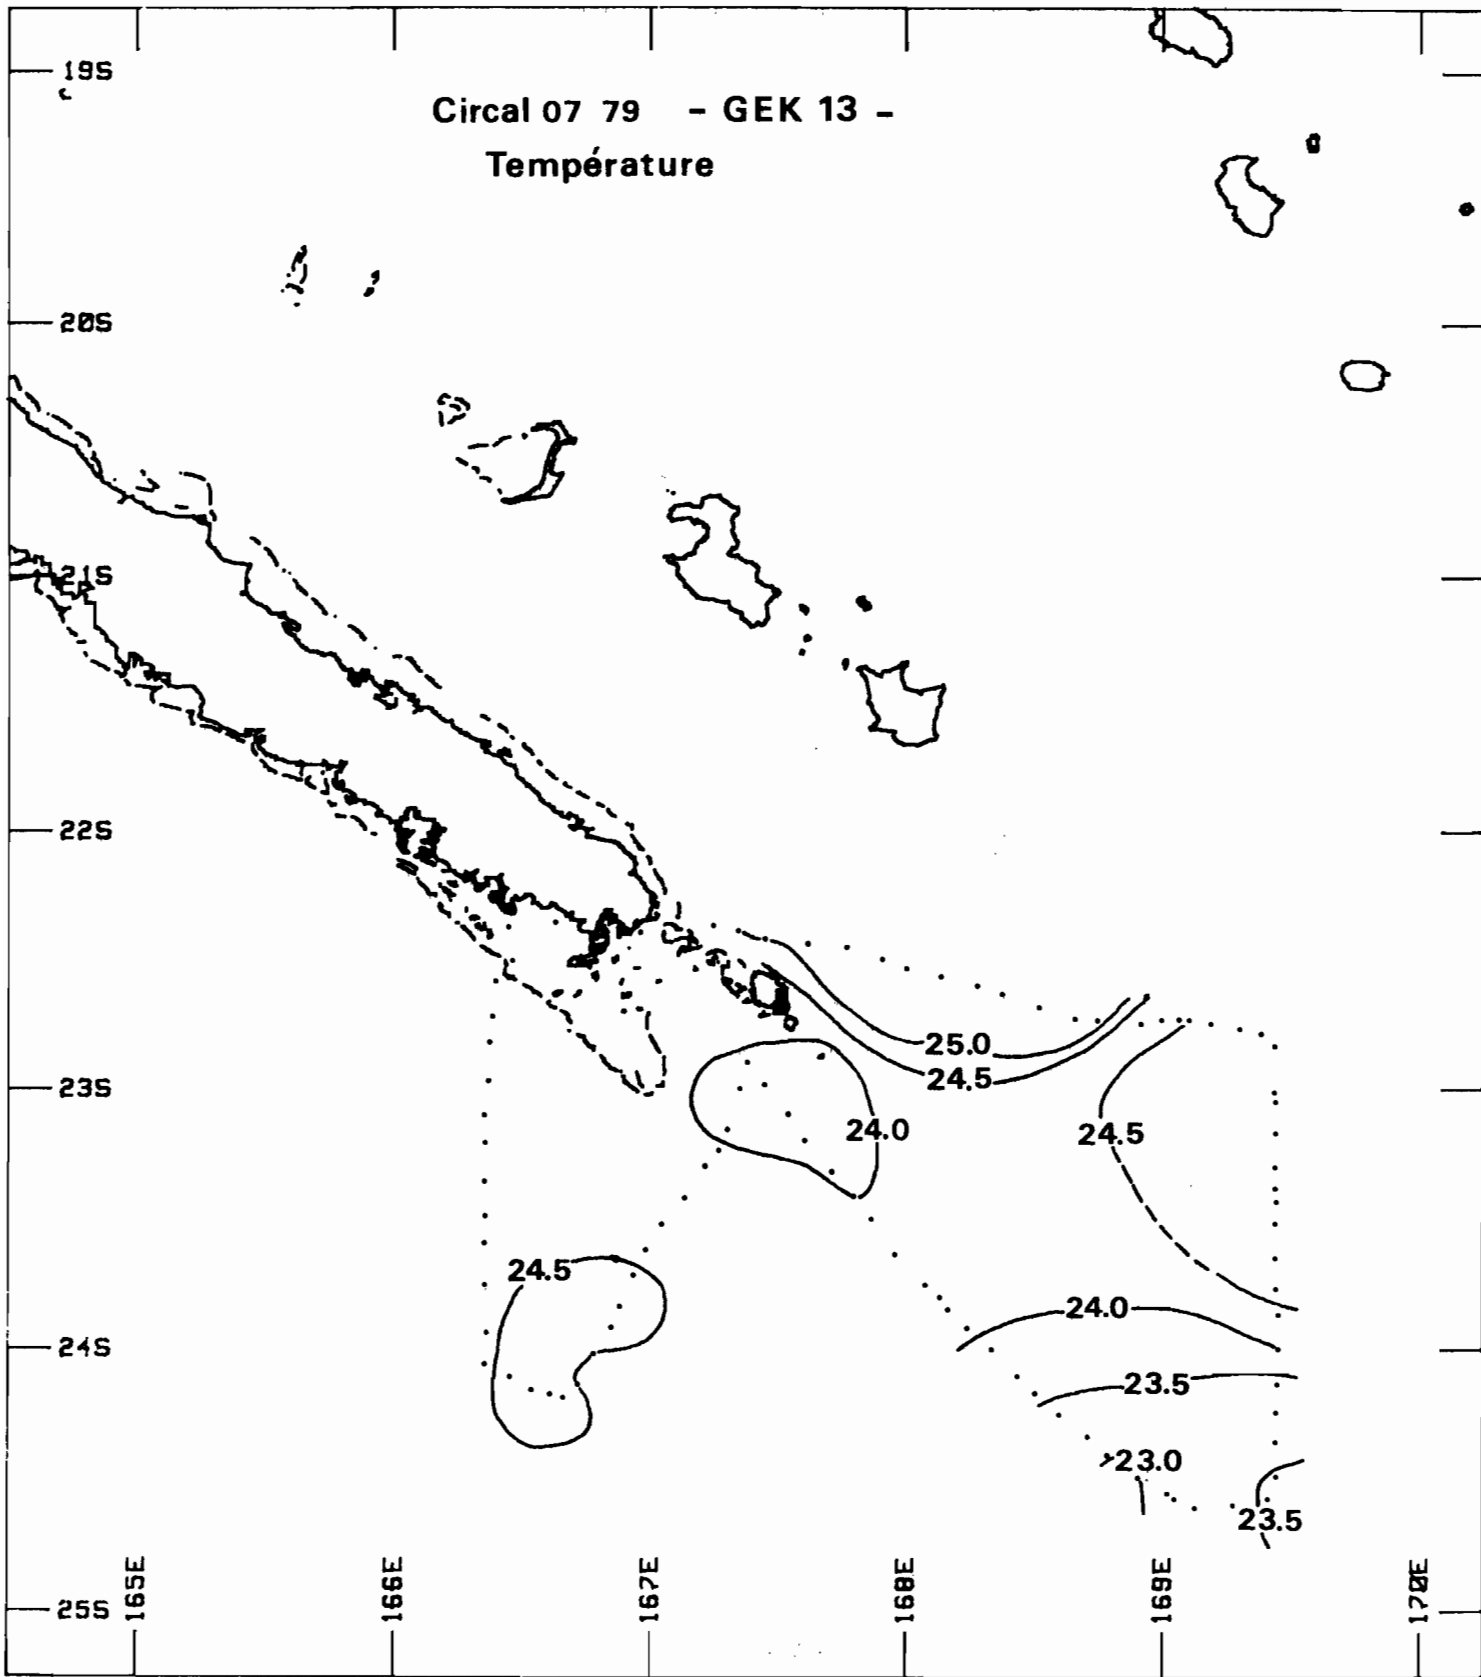 19S
Circal 07 79 - GEK 13 -
Température
20S
21S
22S
25.0
24.5
23S
24.0
24.5
24.5
24.0
24S
23.5
23.0
23.5
25S
165E
166E
167E
168E
169E
170E